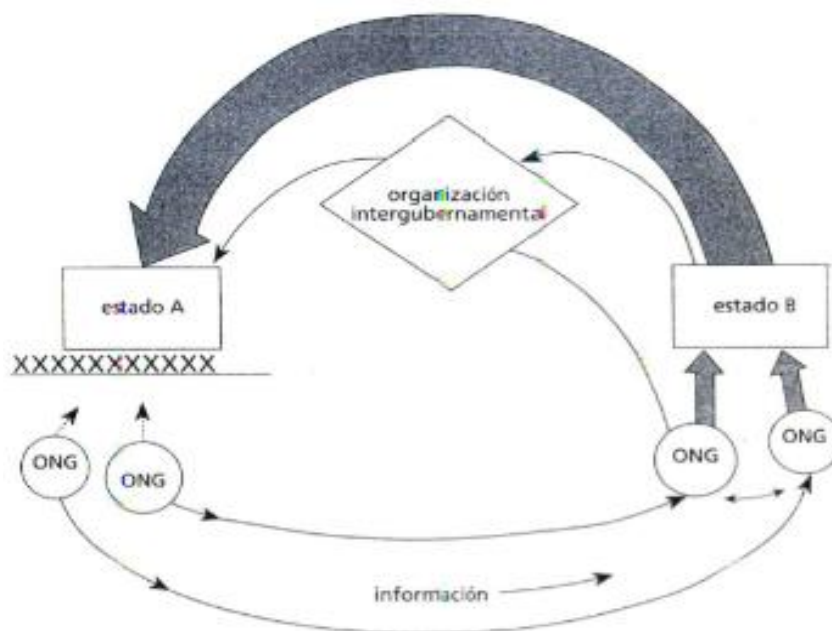 organización
intergubernamental
estado A
estado B
XXXXXXXXXXX
ONG
ONG
ONG
ONG
información